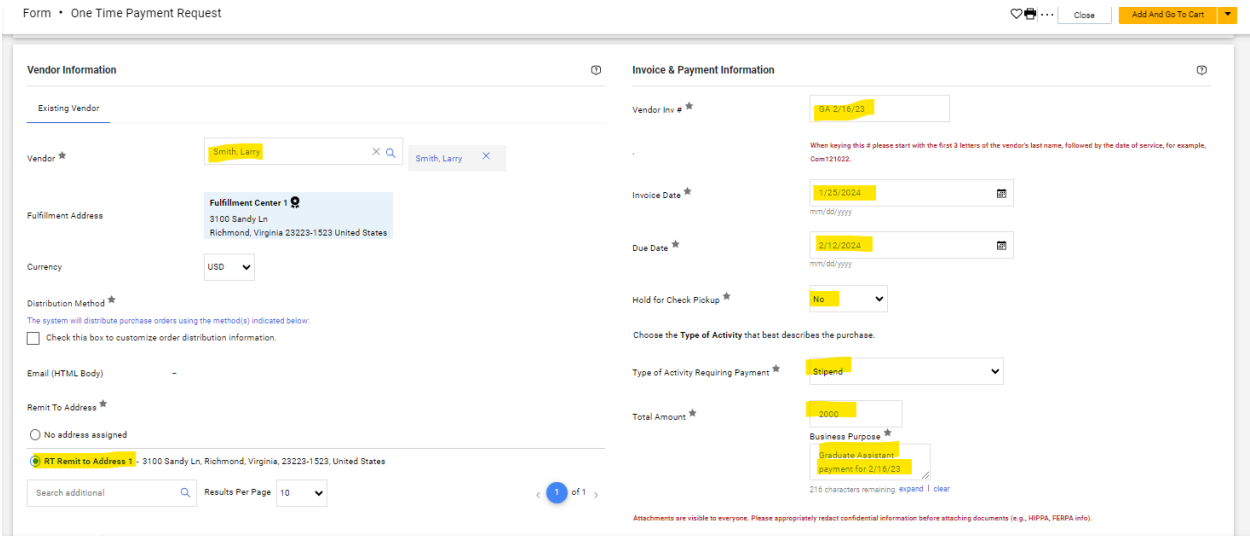 Form • One Time Payment Request
Close
Add And Go To Cart
Vendor Information
Existing Vendor
Vendor ★
Smith, Larry
Smith, Larry
Fulfillment Address
Fulfillment Center 1
3100 Sandy Ln
Richmond, Virginia 23223-1523 United States
Currency
USD
Distribution Method ★
The system will distribute purchase orders using the method(s) indicated below:
Check this box to customize order distribution information.
Email (HTML Body) –
Remit To Address ★
No address assigned
RT Remit to Address 1 - 3100 Sandy Ln, Richmond, Virginia, 23223-1523, United States
Search additional
Results Per Page 10
1 of 1
Invoice & Payment Information
Vendor Inv # ★
GA 2/16/23
When keying this # please start with the first 3 letters of the vendor's last name, followed by the date of service, for example,
Com121022.
Invoice Date ★
1/25/2024
mm/dd/yyyy
Due Date ★
2/12/2024
mm/dd/yyyy
Hold for Check Pickup ★
No
Choose the Type of Activity that best describes the purchase.
Type of Activity Requiring Payment ★
Stipend
Total Amount ★
2000
Business Purpose ★
Graduate Assistant
payment for 2/16/23
216 characters remaining expand | clear
Attachments are visible to everyone. Please appropriately redact confidential information before attaching documents (e.g., HIPPA, FERPA info).